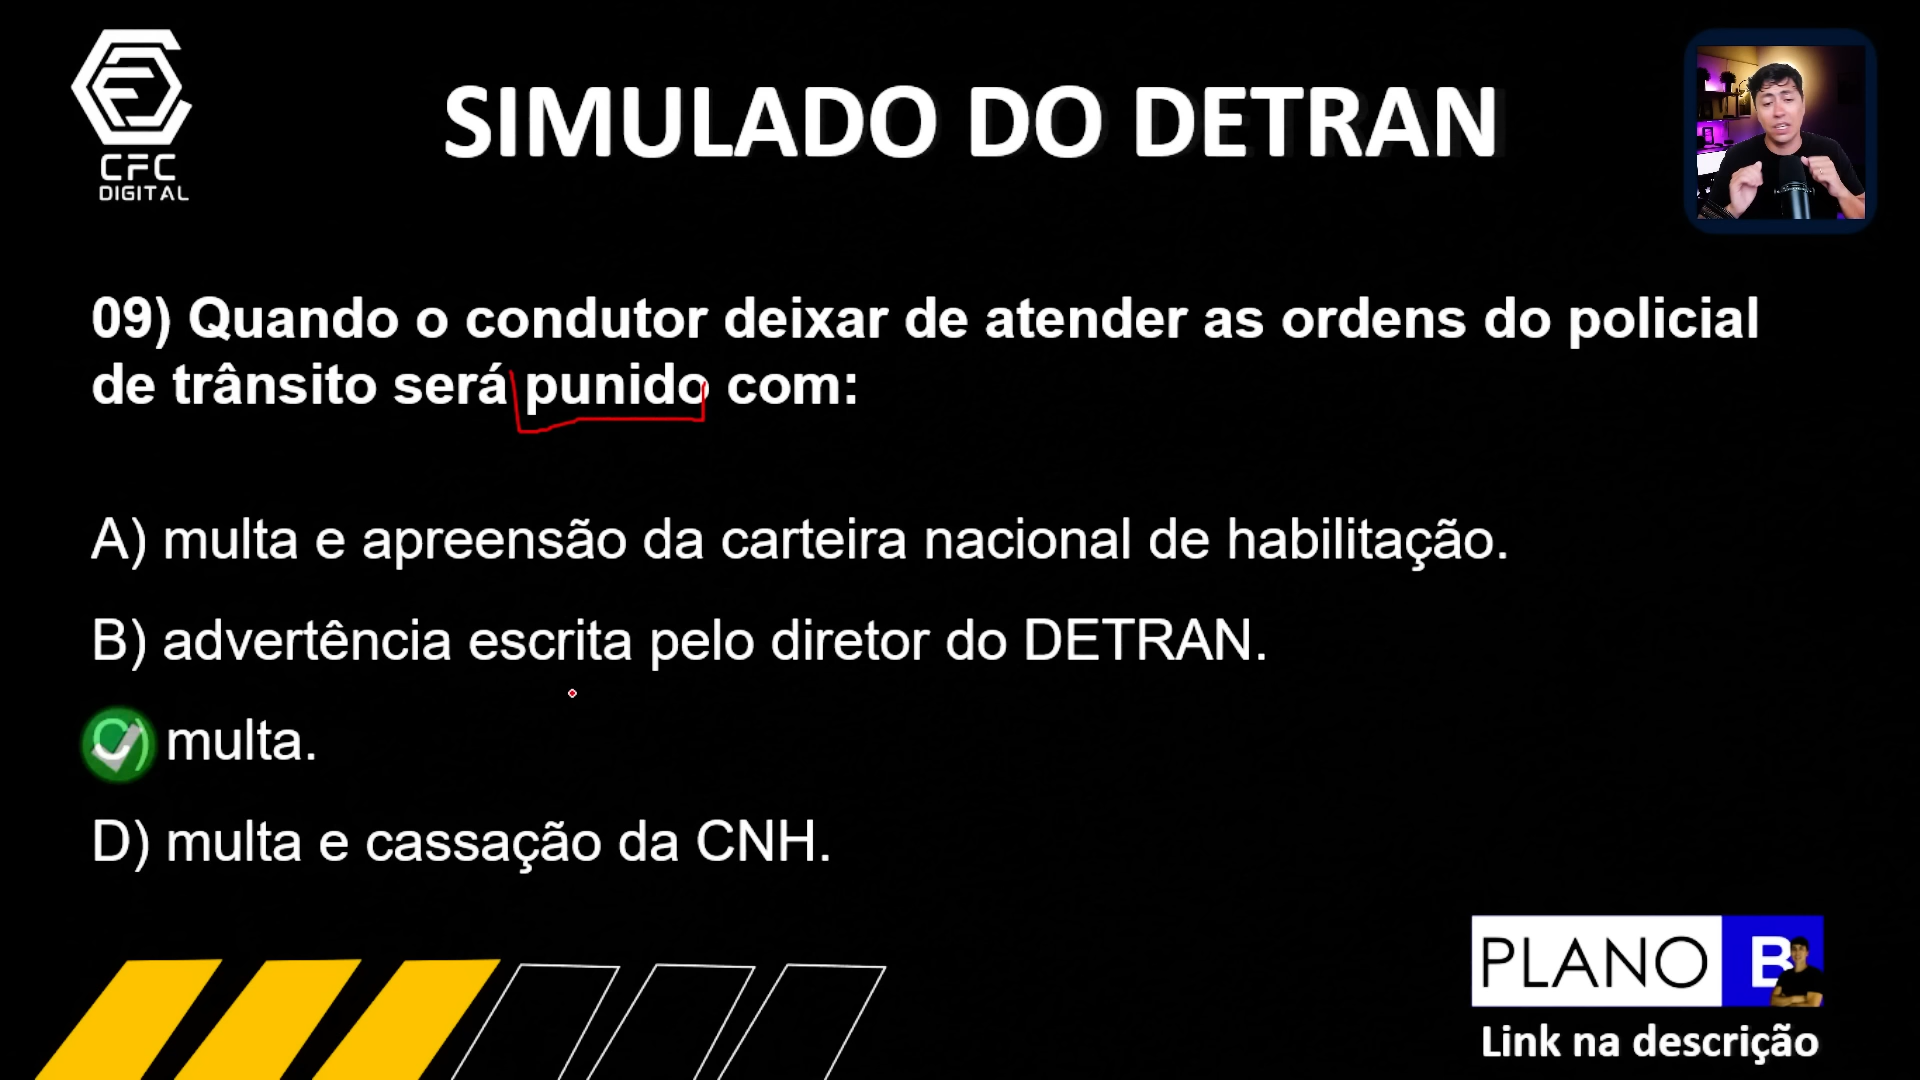 CFC
DIGITAL
SIMULADO DO DETRAN
09) Quando o condutor deixar de atender as ordens do policial
de trânsito será punido com:
A) multa e apreensão da carteira nacional de habilitação.
B) advertência escrita pelo diretor do DETRAN.
C) multa.
D) multa e cassação da CNH.
PLANO B
Link na descrição